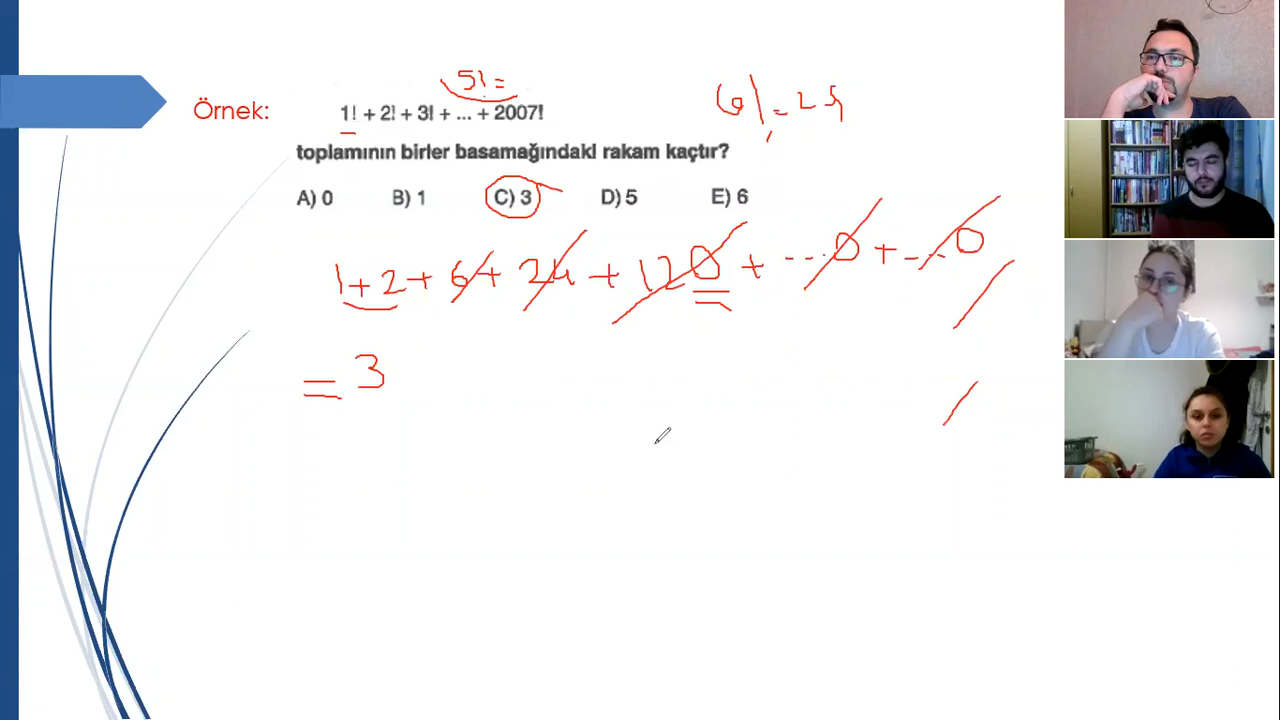 5! =
Örnek:
1! + 2! + 3! + ... + 2007!
toplamının birler basamağındaki rakam kaçtır?
A) 0 B) 1 C) 3 D) 5 E) 6
1 + 2 + 6 + 24 + 120 + ... 0 + ... 0
= 3